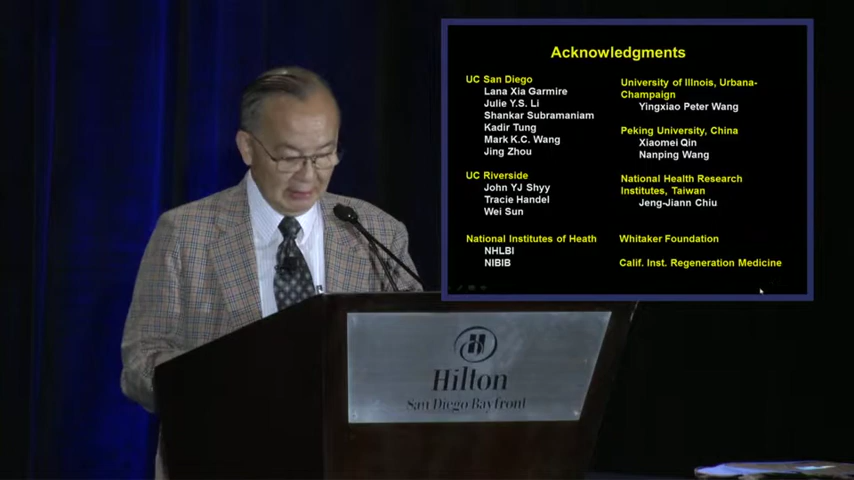 Acknowledgments
UC San Diego
Lana Xia Garmire
Julie Y.S. Li
Shankar Subramaniam
Kadir Tung
Mark K.C. Wang
Jing Zhou
UC Riverside
John YJ Shyy
Tracie Handel
Wei Sun
National Institutes of Heath
NHLBI
NIBIB
University of Illnois, Urbana-
Champaign
Yingxiao Peter Wang
Peking University, China
Xiaomei Qin
Nanping Wang
National Health Research
Institutes, Taiwan
Jeng-Jiann Chiu
Whitaker Foundation
Calif. Inst. Regeneration Medicine
H
Hilton
San Diego Bayfront